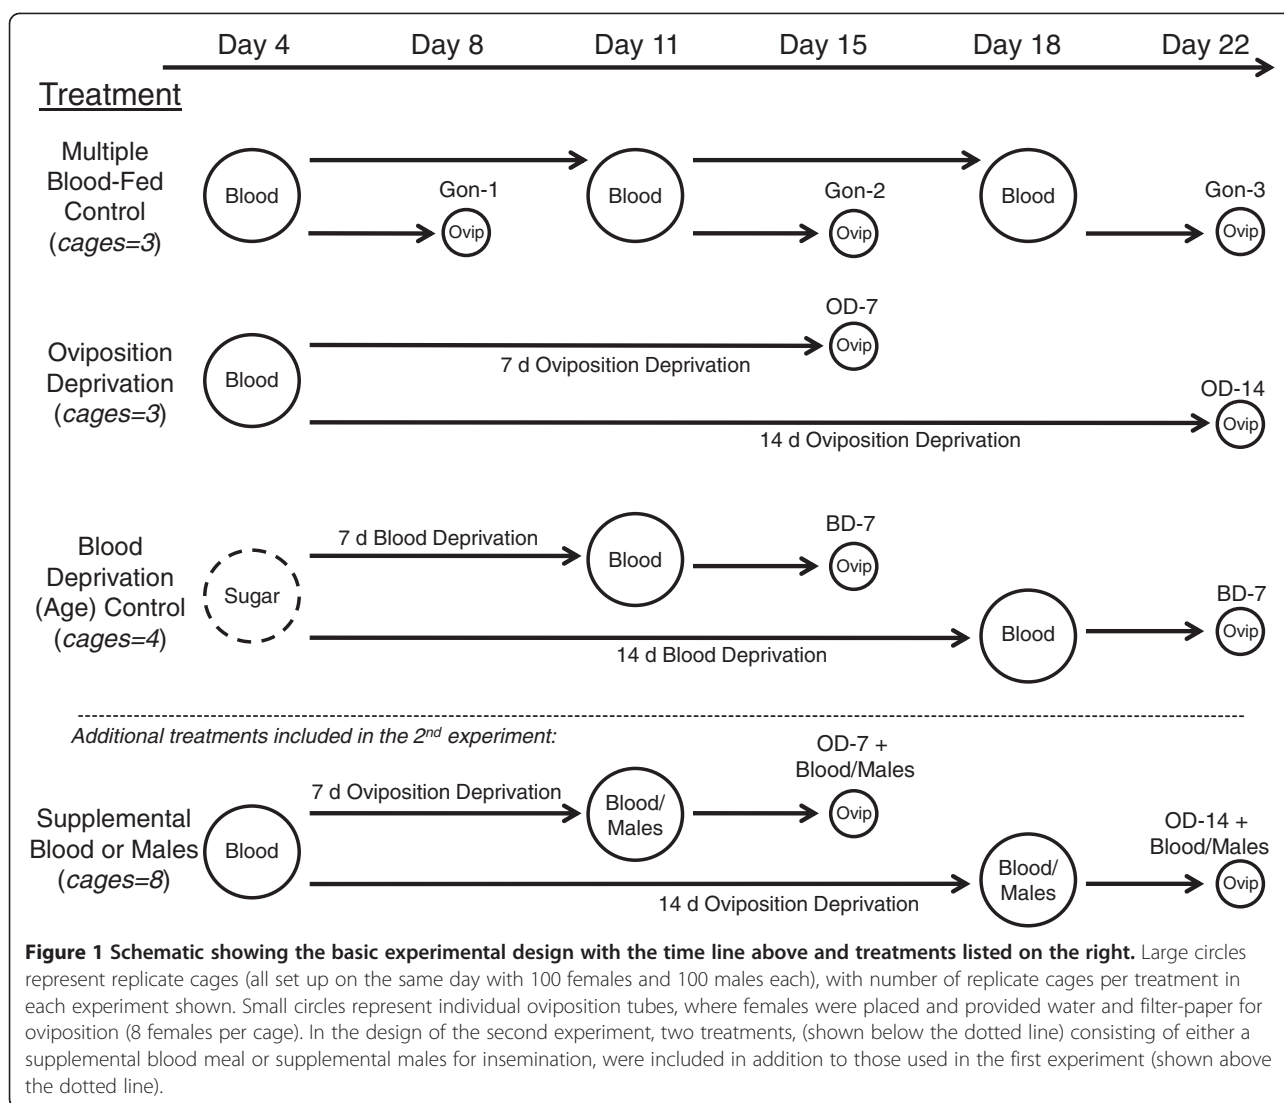 Day 4 Day 8 Day 11 Day 15 Day 18 Day 22
Treatment
Multiple
Blood-Fed
Control
(cages=3)
Blood
Gon-1
Ovip
Blood
Gon-2
Ovip
Blood
Gon-3
Ovip
Oviposition
Deprivation
(cages=3)
Blood
OD-7
Ovip
7 d Oviposition Deprivation
OD-14
Ovip
14 d Oviposition Deprivation
Blood
Deprivation
(Age) Control
(cages=4)
Sugar
7 d Blood Deprivation
Blood
BD-7
Ovip
14 d Blood Deprivation
Blood
BD-7
Ovip
Additional treatments included in the 2nd experiment:
Supplemental
Blood or Males
(cages=8)
Blood
7 d Oviposition Deprivation
Blood/
Males
OD-7 +
Blood/Males
Ovip
14 d Oviposition Deprivation
Blood/
Males
OD-14 +
Blood/Males
Ovip
Figure 1 Schematic showing the basic experimental design with the time line above and treatments listed on the right. Large circles
represent replicate cages (all set up on the same day with 100 females and 100 males each), with number of replicate cages per treatment in
each experiment shown. Small circles represent individual oviposition tubes, where females were placed and provided water and filter-paper for
oviposition (8 females per cage). In the design of the second experiment, two treatments, (shown below the dotted line) consisting of either a
supplemental blood meal or supplemental males for insemination, were included in addition to those used in the first experiment (shown above
the dotted line).